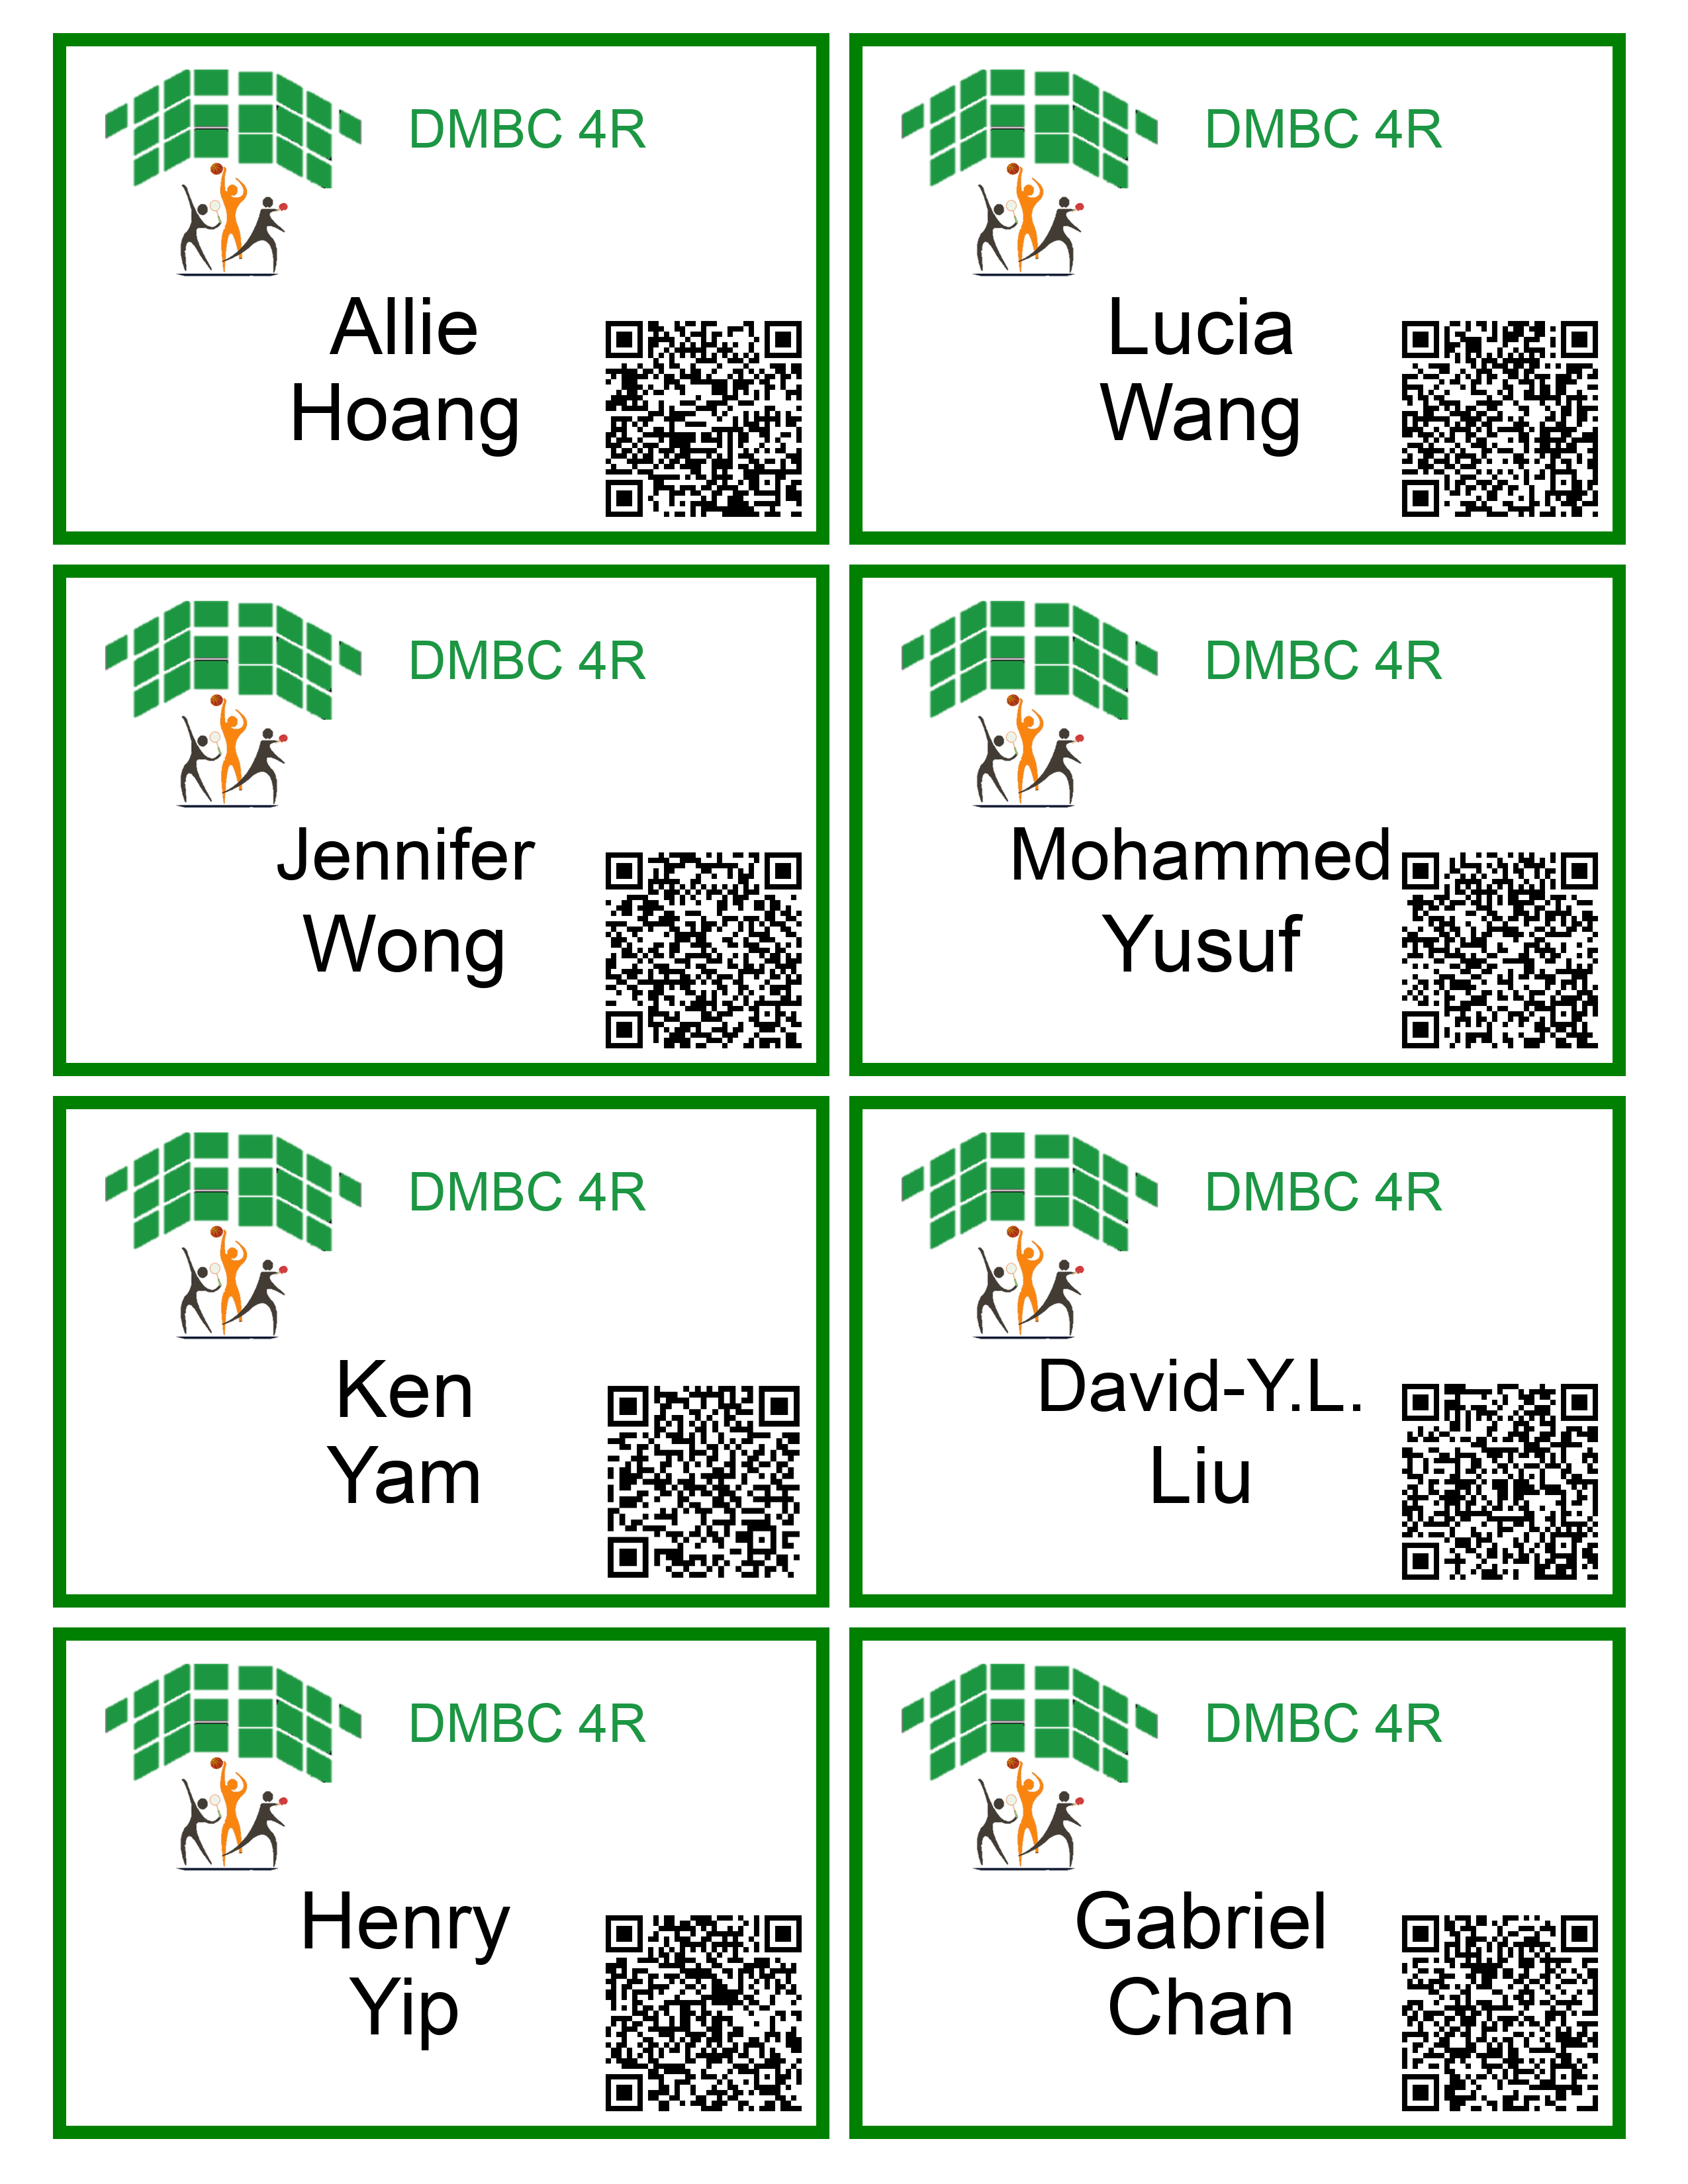 DMBC 4R
Allie
Hoang
DMBC 4R
Lucia
Wang
DMBC 4R
Jennifer
Wong
DMBC 4R
Mohammed
Yusuf
DMBC 4R
Ken
Yam
DMBC 4R
David-Y.L.
Liu
DMBC 4R
Henry
Yip
DMBC 4R
Gabriel
Chan